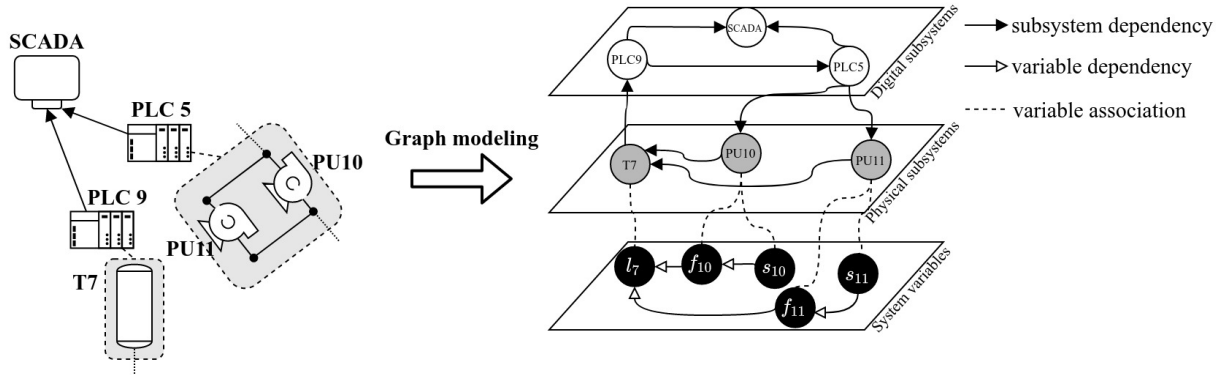 SCADA
PLC 5
PU10
PLC 9
PU11
T7
Graph modeling
SCADA
PLC9
PLC5
Digital subsystems
T7
PU10
PU11
Physical subsystems
l7
f10
s10
s11
f11
System variables
subsystem dependency
variable dependency
variable association